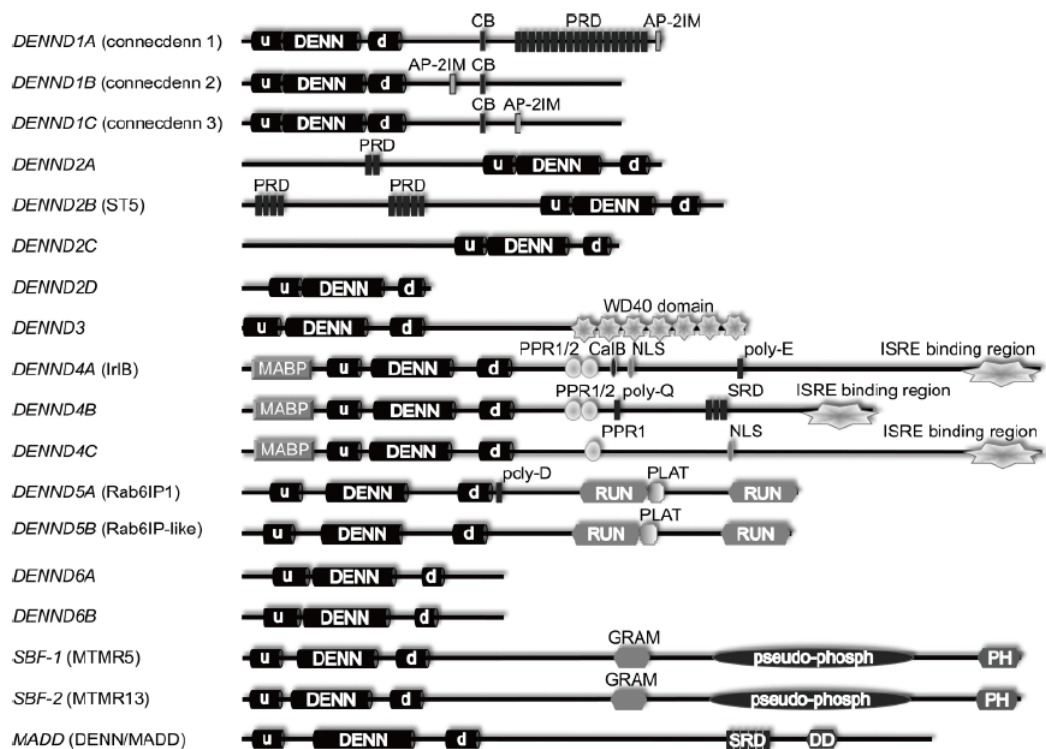 CB PRD AP-2IM
DENND1A (connecdenn 1) u DENN d
AP-2IM CB
DENND1B (connecdenn 2) u DENN d
CB AP-2IM
DENND1C (connecdenn 3) u DENN d
PRD
DENND2A u DENN d
PRD PRD
DENND2B (ST5) u DENN d
DENND2C u DENN d
DENND2D u DENN d
WD40 domain
DENND3 u DENN d
PPR1/2 CalB NLS poly-E ISRE binding region
DENND4A (IrlB) MABP u DENN d
PPR1/2 poly-Q SRD ISRE binding region
DENND4B MABP u DENN d
PPR1 NLS ISRE binding region
DENND4C MABP u DENN d
poly-D PLAT
DENND5A (Rab6IP1) u DENN d RUN RUN
PLAT
DENND5B (Rab6IP-like) u DENN d RUN RUN
DENND6A u DENN d
DENND6B u DENN d
GRAM
SBF-1 (MTMR5) u DENN d pseudo-phosph PH
GRAM
SBF-2 (MTMR13) u DENN d pseudo-phosph PH
MADD (DENN/MADD) u DENN d SRD DD